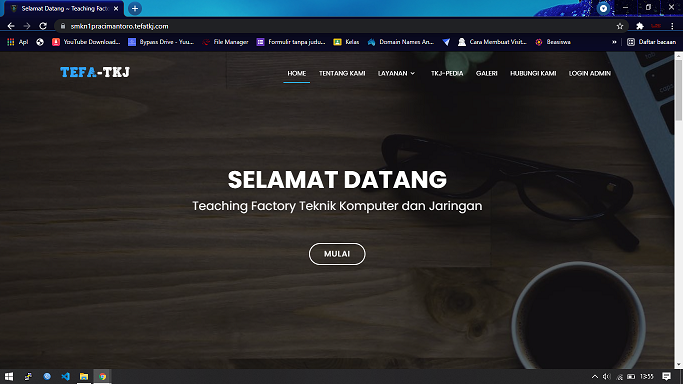 Selamat Datang ~ Teaching Fact
smkn1pracimantoro.tefatkj.com
Apl
YouTube Download...
Bypass Drive - Yuu...
File Manager
Formulir tanpa judu...
Kelas
Domain Names An...
Cara Membuat Visit...
Beasiswa
»
Daftar bacaan
TEFA-TKJ
HOME
TENTANG KAMI
LAYANAN
TKJ-PEDIA
GALERI
HUBUNGI KAMI
LOGIN ADMIN
SELAMAT DATANG
Teaching Factory Teknik Komputer dan Jaringan
MULAI
13:55